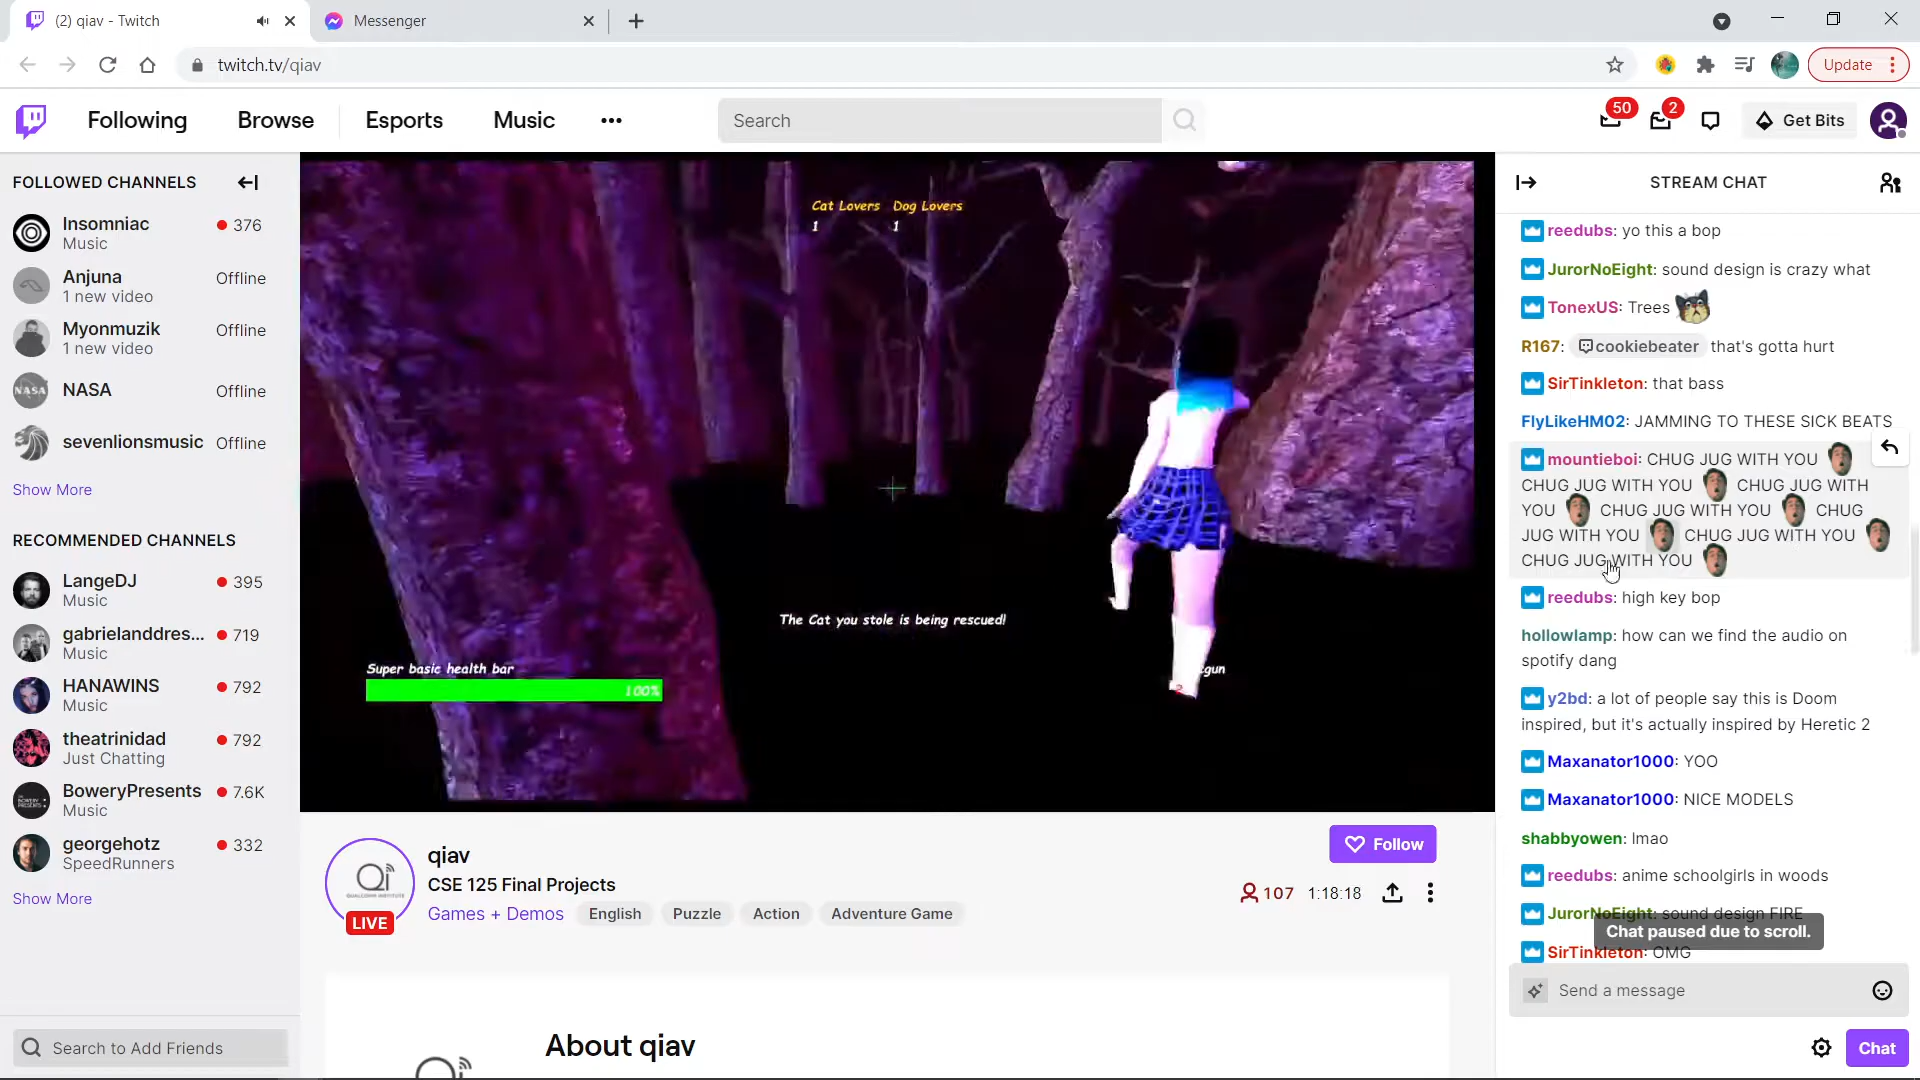 (2) qiav - Twitch
Messenger
twitch.tv/qiav
Update
Following
Browse
Esports
Music
Search
50
2
Get Bits
FOLLOWED CHANNELS
Insomniac
376
Music
Anjuna
Offline
1 new video
Myonmuzik
Offline
1 new video
NASA
NASA
Offline
sevenlionsmusic
Offline
Show More
RECOMMENDED CHANNELS
LangeDJ
395
Music
gabrielanddres...
719
Music
HANAWINS
792
Music
theatrinidad
792
Just Chatting
BoweryPresents
7.6K
Music
georgehotz
332
SpeedRunners
Show More
Search to Add Friends
Cat Lovers Dog Lovers
1 1
The Cat you stole is being rescued!
Super basic health bar
100%
gun
2
qiav
Follow
CSE 125 Final Projects
107
1:18:18
Games + Demos
English
Puzzle
Action
Adventure Game
Qi
QUALCOMM INSTITUTE
LIVE
About qiav
STREAM CHAT
reedubs: yo this a bop
JurorNoEight: sound design is crazy what
TonexUS: Trees
R167: cookiebeater that's gotta hurt
SirTinkleton: that bass
FlyLikeHM02: JAMMING TO THESE SICK BEATS
mountieboi: CHUG JUG WITH YOU
CHUG JUG WITH YOU CHUG JUG WITH
YOU CHUG JUG WITH YOU CHUG
JUG WITH YOU CHUG JUG WITH YOU
CHUG JUG WITH YOU
reedubs: high key bop
hollowlamp: how can we find the audio on
spotify dang
y2bd: a lot of people say this is Doom
inspired, but it's actually inspired by Heretic 2
Maxanator1000: YOO
Maxanator1000: NICE MODELS
shabbyowen: lmao
reedubs: anime schoolgirls in woods
JurorNoEight: sound design FIRE
Chat paused due to scroll.
SirTinkleton: OMG
Send a message
Chat